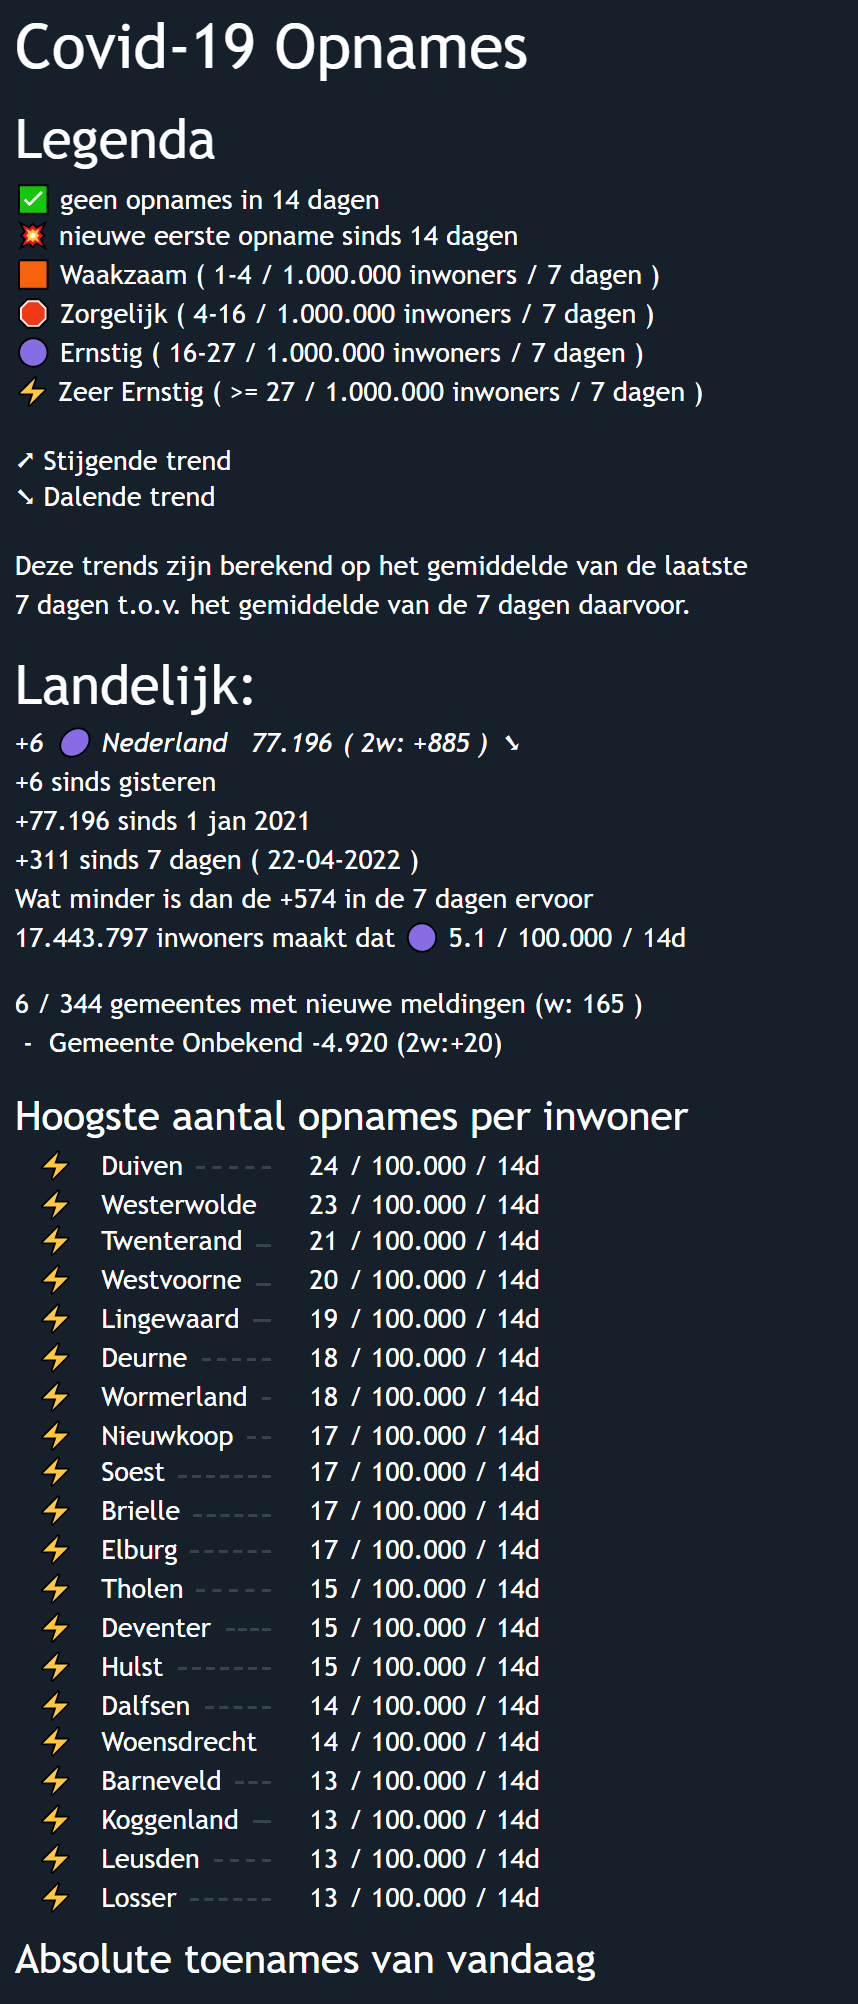 Covid-19 Opnames
Legenda
✅ geen opnames in 14 dagen
💥 nieuwe eerste opname sinds 14 dagen
🟧 Waakzaam ( 1-4 / 1.000.000 inwoners / 7 dagen )
🛑 Zorgelijk ( 4-16 / 1.000.000 inwoners / 7 dagen )
🟣 Ernstig ( 16-27 / 1.000.000 inwoners / 7 dagen )
⚡ Zeer Ernstig ( >= 27 / 1.000.000 inwoners / 7 dagen )
➚ Stijgende trend
➘ Dalende trend
Deze trends zijn berekend op het gemiddelde van de laatste
7 dagen t.o.v. het gemiddelde van de 7 dagen daarvoor.
Landelijk:
+6 🟣 Nederland 77.196 ( 2w: +885 ) ➘
+6 sinds gisteren
+77.196 sinds 1 jan 2021
+311 sinds 7 dagen ( 22-04-2022 )
Wat minder is dan de +574 in de 7 dagen ervoor
17.443.797 inwoners maakt dat 🟣 5.1 / 100.000 / 14d
6 / 344 gemeentes met nieuwe meldingen (w: 165 )
- Gemeente Onbekend -4.920 (2w:+20)
Hoogste aantal opnames per inwoner
⚡ Duiven ----- 24 / 100.000 / 14d
⚡ Westerwolde 23 / 100.000 / 14d
⚡ Twenterand _ 21 / 100.000 / 14d
⚡ Westvoorne _ 20 / 100.000 / 14d
⚡ Lingewaard — 19 / 100.000 / 14d
⚡ Deurne ----- 18 / 100.000 / 14d
⚡ Wormerland - 18 / 100.000 / 14d
⚡ Nieuwkoop -- 17 / 100.000 / 14d
⚡ Soest ------- 17 / 100.000 / 14d
⚡ Brielle ------ 17 / 100.000 / 14d
⚡ Elburg ------ 17 / 100.000 / 14d
⚡ Tholen ----- 15 / 100.000 / 14d
⚡ Deventer ---- 15 / 100.000 / 14d
⚡ Hulst ------- 15 / 100.000 / 14d
⚡ Dalfsen ----- 14 / 100.000 / 14d
⚡ Woensdrecht 14 / 100.000 / 14d
⚡ Barneveld --- 13 / 100.000 / 14d
⚡ Koggenland — 13 / 100.000 / 14d
⚡ Leusden ---- 13 / 100.000 / 14d
⚡ Losser ------ 13 / 100.000 / 14d
Absolute toenames van vandaag